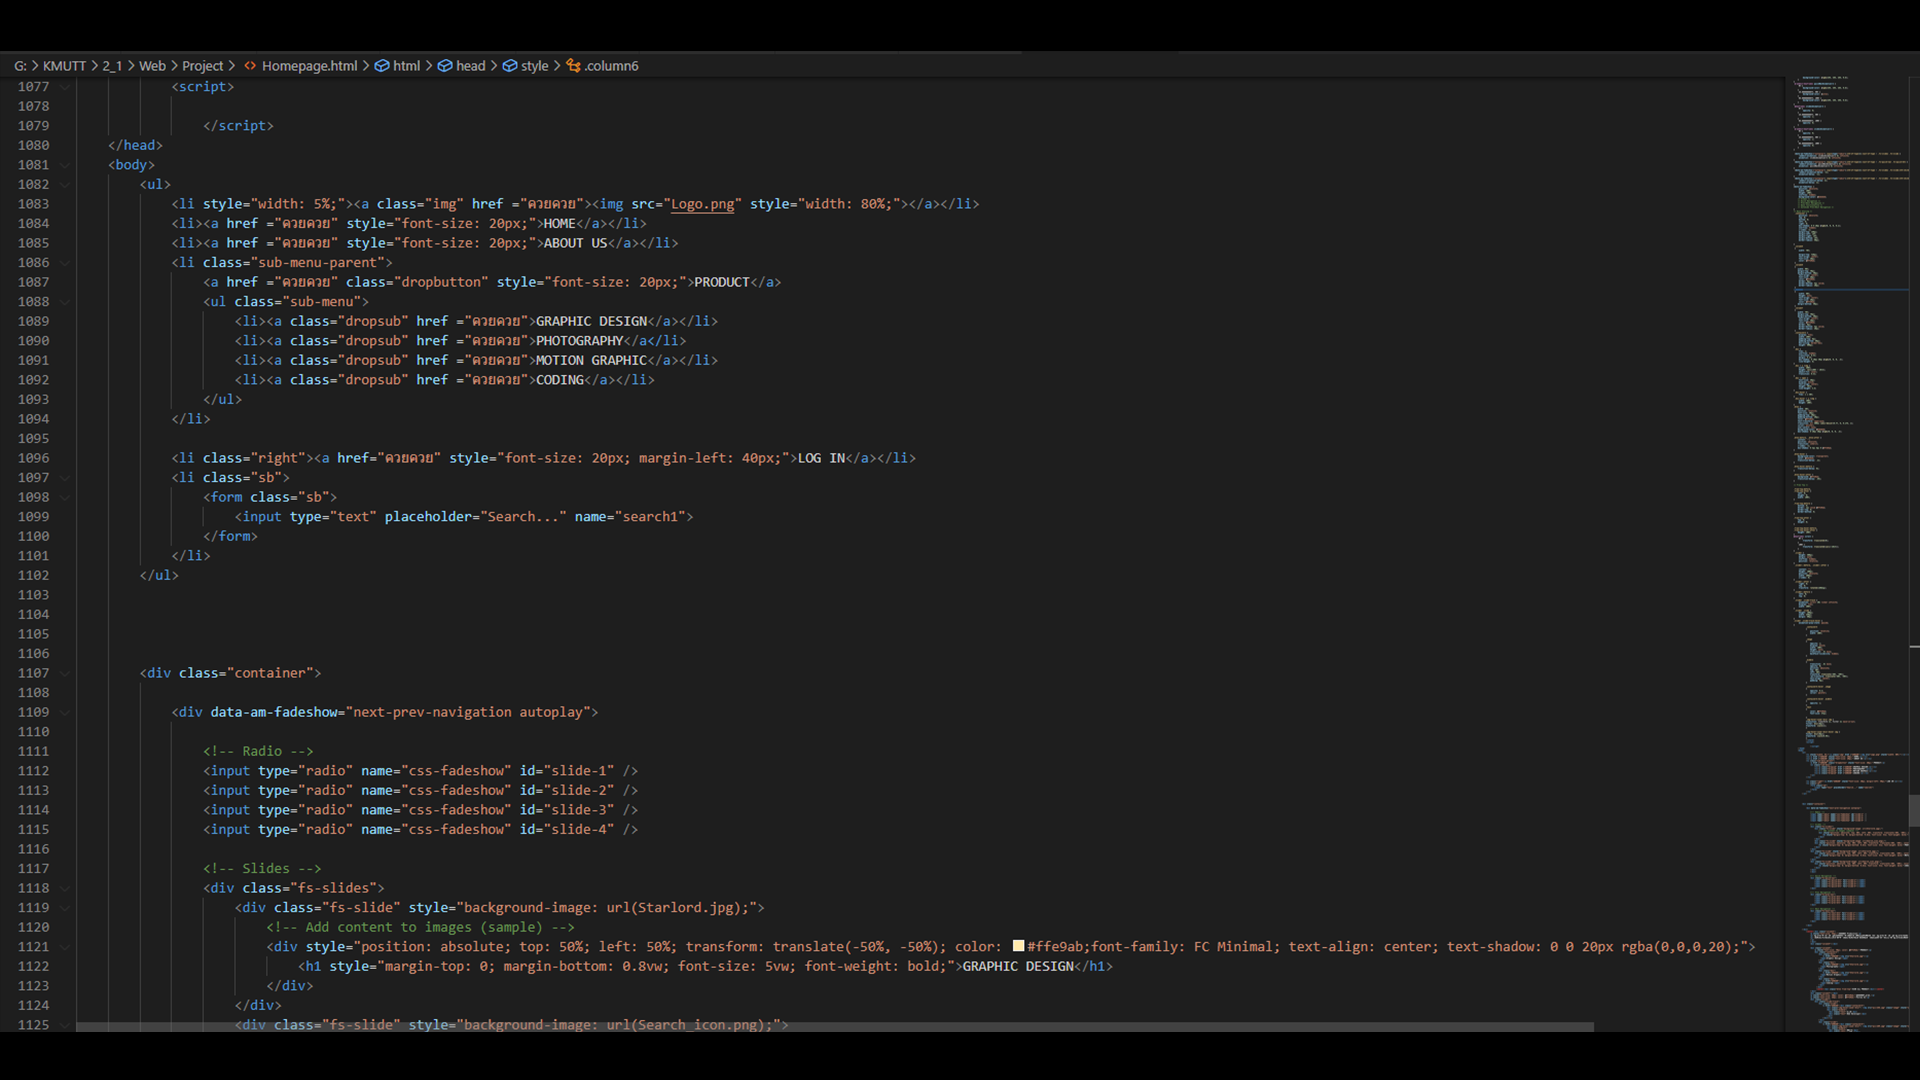 G: > KMUTT > 2_1 > Web > Project > <> Homepage.html > html > head > style > .column6
1077 <script>
1078
1079 </script>
1080 </head>
1081 <body>
1082 <ul>
1083 <li style="width: 5%;"><a class="img" href ="ควยควย"><img src="Logo.png" style="width: 80%;"></a></li>
1084 <li><a href ="ควยควย" style="font-size: 20px;">HOME</a></li>
1085 <li><a href ="ควยควย" style="font-size: 20px;">ABOUT US</a></li>
1086 <li class="sub-menu-parent">
1087 <a href ="ควยควย" class="dropbutton" style="font-size: 20px;">PRODUCT</a>
1088 <ul class="sub-menu">
1089 <li><a class="dropsub" href ="ควยควย">GRAPHIC DESIGN</a></li>
1090 <li><a class="dropsub" href ="ควยควย">PHOTOGRAPHY</a</li>
1091 <li><a class="dropsub" href ="ควยควย">MOTION GRAPHIC</a></li>
1092 <li><a class="dropsub" href ="ควยควย">CODING</a></li>
1093 </ul>
1094 </li>
1095
1096 <li class="right"><a href="ควยควย" style="font-size: 20px; margin-left: 40px;">LOG IN</a></li>
1097 <li class="sb">
1098 <form class="sb">
1099 <input type="text" placeholder="Search..." name="search1">
1100 </form>
1101 </li>
1102 </ul>
1103
1104
1105
1106
1107 <div class="container">
1108
1109 <div data-am-fadeshow="next-prev-navigation autoplay">
1110
1111 <!-- Radio -->
1112 <input type="radio" name="css-fadeshow" id="slide-1" />
1113 <input type="radio" name="css-fadeshow" id="slide-2" />
1114 <input type="radio" name="css-fadeshow" id="slide-3" />
1115 <input type="radio" name="css-fadeshow" id="slide-4" />
1116
1117 <!-- Slides -->
1118 <div class="fs-slides">
1119 <div class="fs-slide" style="background-image: url(Starlord.jpg);">
1120 <!-- Add content to images (sample) -->
1121 <div style="position: absolute; top: 50%; left: 50%; transform: translate(-50%, -50%); color: #ffe9ab;font-family: FC Minimal; text-align: center; text-shadow: 0 0 20px rgba(0,0,0,20);">
1122 <h1 style="margin-top: 0; margin-bottom: 0.8vw; font-size: 5vw; font-weight: bold;">GRAPHIC DESIGN</h1>
1123 </div>
1124 </div>
1125 <div class="fs-slide" style="background-image: url(Search_icon.png);">